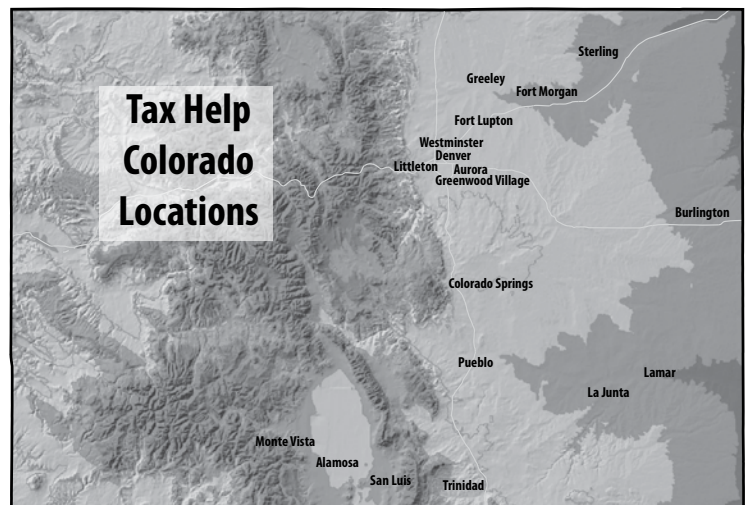 Tax Help
Colorado
Locations
Sterling
Greeley
Fort Morgan
Fort Lupton
Westminster
Denver
Littleton
Aurora
Greenwood Village
Burlington
Colorado Springs
Pueblo
Lamar
La Junta
Monte Vista
Alamosa
San Luis
Trinidad